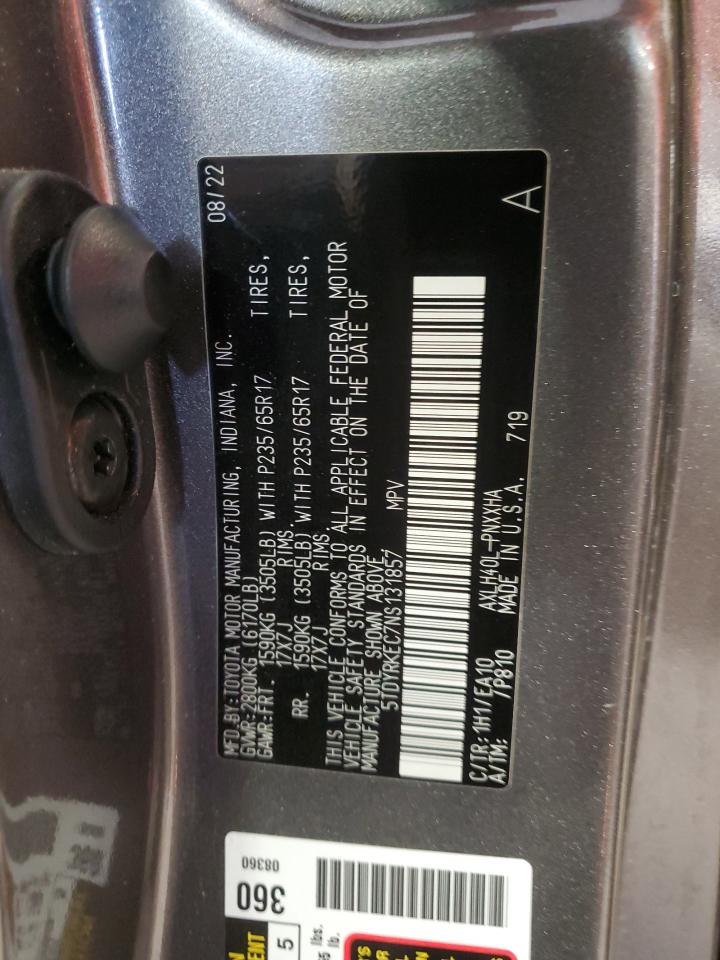 MFD.BY:TOYOTA MOTOR MANUFACTURING, INDIANA, INC. 08/22
GVWR:2800KG (6170LB)
GAWR:FRT. 1590KG (3505LB) WITH P235/65R17 TIRES,
17X7J RIMS.
RR. 1590KG (3505LB) WITH P235/65R17 TIRES,
17X7J RIMS
THIS VEHICLE CONFORMS TO ALL APPLICABLE FEDERAL MOTOR
VEHICLE SAFETY STANDARDS IN EFFECT ON THE DATE OF
MANUFACTURE SHOWN ABOVE.
5TDYRKEC7NS131857 MPV
C/TR:1H1/EA10 AXLH40L-PNXXHA 719
A/TM: /P810 MADE IN U.S.A.
A
360
08360
5
lbs.
lb.